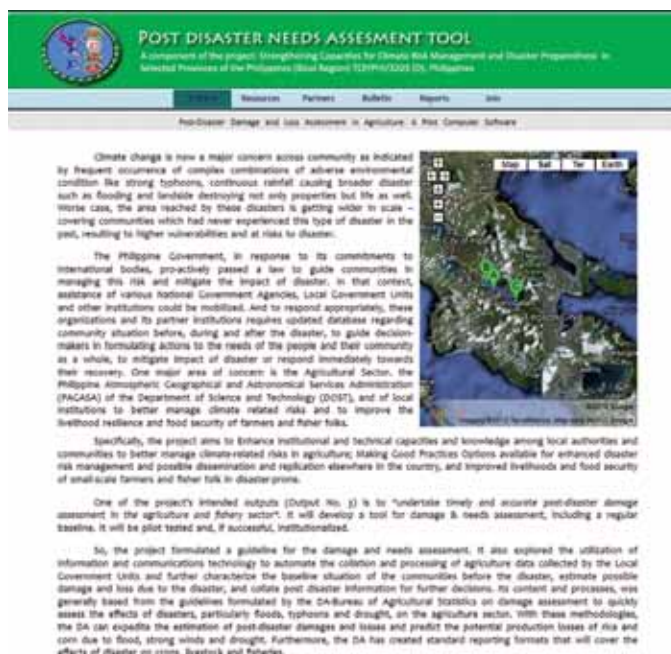 POST DISASTER NEEDS ASSESMENT TOOL
A component of the project: Strengthening Capacities for Climate Risk Management and Disaster Preparedness in
Selected Provinces of the Philippines (Bicol Region) Philippines
Resources Partners Bulletin Reports
Post-Disaster Damage and Loss Assessment in Agriculture: A Pilot Computer Software
Climate change is now a major concern across community as indicated
by frequent occurrence of complex combinations of adverse environmental
condition like strong typhoons, continuous rainfall causing broader disaster
such as flooding and landside destroying not only properties but life as well.
Worse case, the area reached by these disasters is getting wider in scale –
covering communities which had never experienced this type of disaster in the
past, resulting to higher vulnerabilities and at risks to disaster.
Map Sat Ter Earth
The Philippine Government, in response to its commitments to
international bodies, pro-actively passed a law to guide communities in
managing this risk and mitigate the impact of disaster. In that context,
assistance of various National Government Agencies, Local Government Units
and other institutions could be mobilized. And to respond appropriately, these
organizations and its partner institutions requires updated database regarding
community situation before, during and after the disaster, to guide decision-
makers in formulating actions to the needs of the people and their community
as a whole, to mitigate impact of disaster or respond immediately towards
their recovery. One major area of concern is the Agricultural Sector. the
Philippine Atmospheric Geographical and Astronomical Services Administration
(PAGASA) of the Department of Science and Technology (DOST), and of local
institutions to better manage climate related risks and to improve the
livelihood resilience and food security of farmers and fisher folks.
Specifically, the project aims to Enhance institutional and technical capacities and knowledge among local authorities and
communities to better manage climate-related risks in agriculture; Making Good Practices Options available for enhanced disaster
risk management and possible dissemination and replication elsewhere in the country, and improved livelihoods and food security
of small-scale farmers and fisher folk in disaster prone.
One of the project's intended outputs (Output No. 3) is to "undertake timely and accurate post-disaster damage
assessment in the agriculture and fishery sector". It will develop a tool for damage & needs assessment, including a regular
baseline. It will be pilot tested and, if successful, institutionalized.
So, the project formulated a guideline for the damage and needs assessment. It also explored the utilization of
information and communications technology to automate the collation and processing of agriculture data collected by the Local
Government Units and further characterize the baseline situation of the communities before the disaster, estimate possible
damage and loss due to the disaster, and collate post disaster information for further decisions. Its content and processes, was
generally based from the guidelines formulated by the DA-Bureau of Agricultural Statistics on damage assessment to quickly
assess the effects of disasters, particularly floods, typhoons and drought, on the agriculture sector. With these methodologies,
the DA can expedite the estimation of post-disaster damages and losses and predict the potential production losses of rice and
corn due to flood, strong winds and drought. Furthermore, the DA has created standard reporting formats that will cover the
effects of disaster on crops, livestock and fisheries.